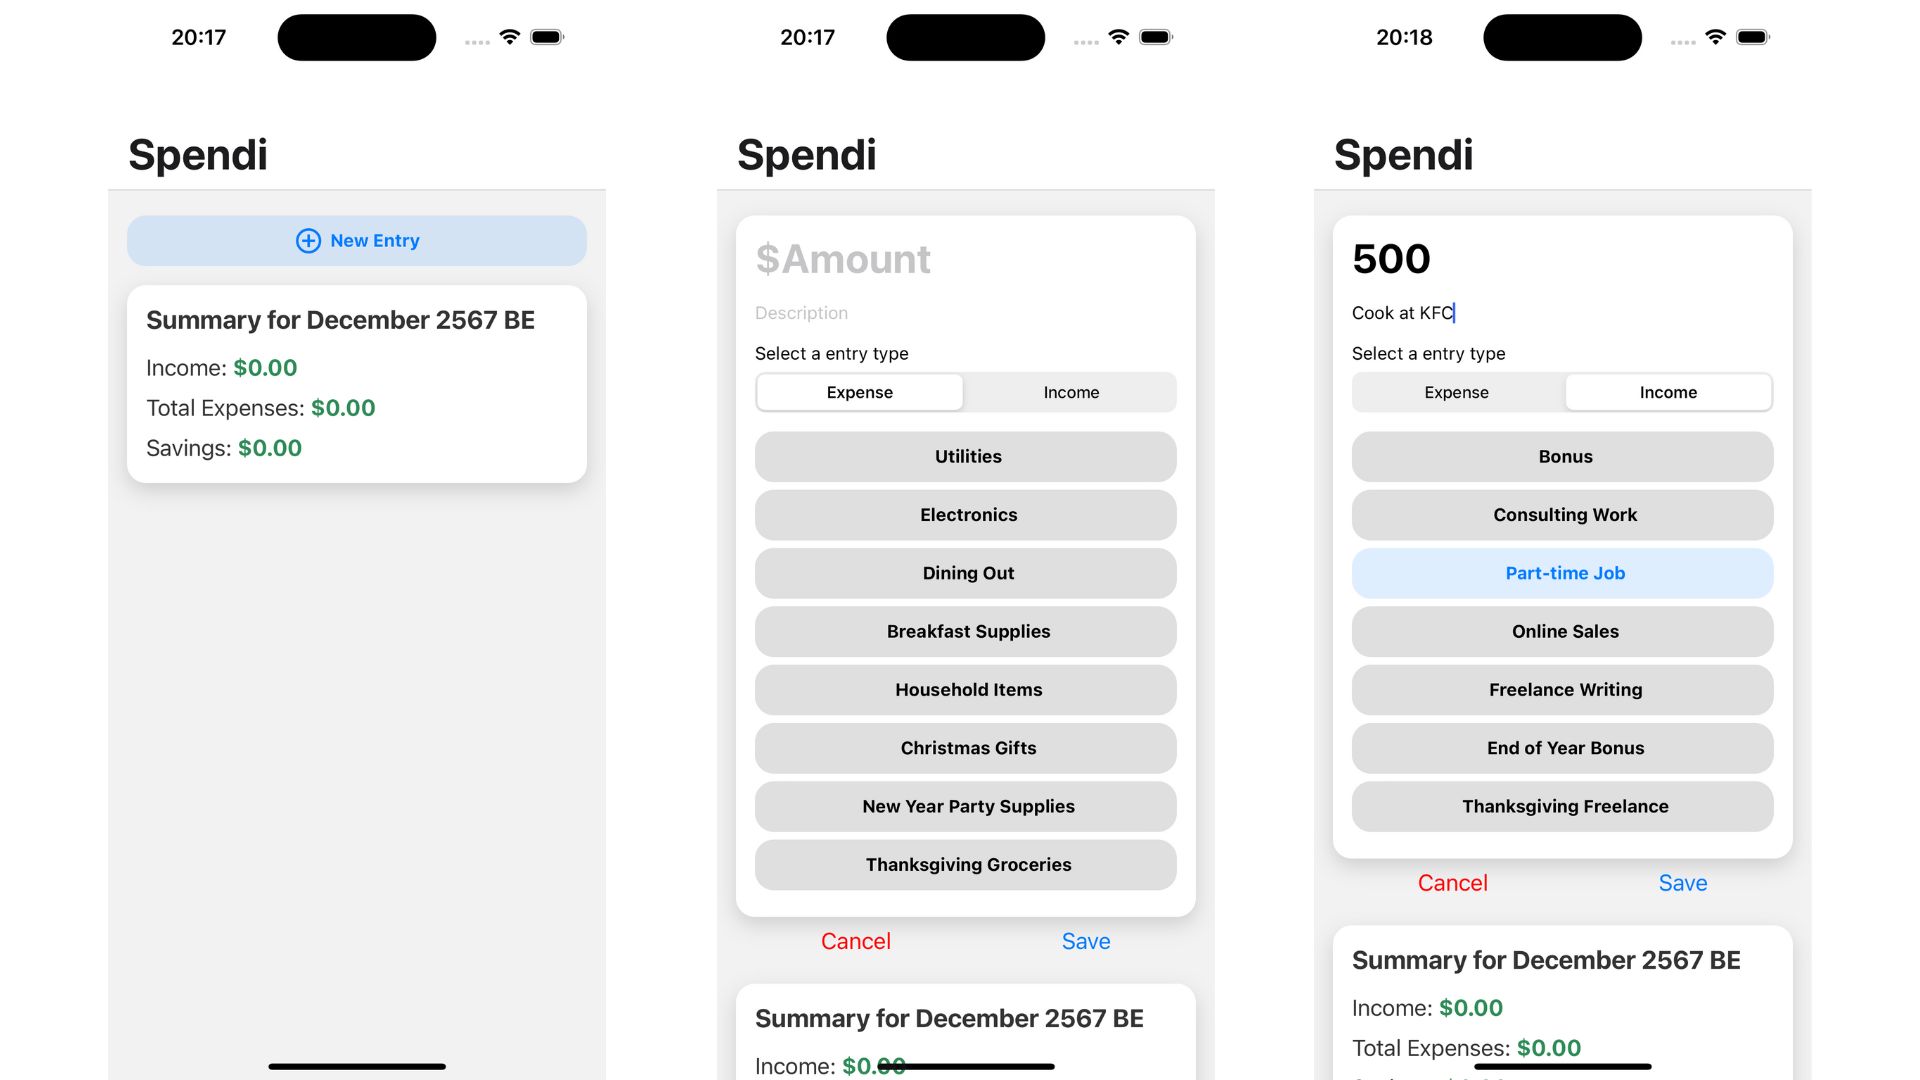 20:17
Spendi
New Entry
Summary for December 2567 BE
Income: $0.00
Total Expenses: $0.00
Savings: $0.00
20:17
Spendi
$Amount
Description
Select a entry type
Expense Income
Utilities
Electronics
Dining Out
Breakfast Supplies
Household Items
Christmas Gifts
New Year Party Supplies
Thanksgiving Groceries
Cancel Save
Summary for December 2567 BE
Income: $0.00
20:18
Spendi
500
Cook at KFC
Select a entry type
Expense Income
Bonus
Consulting Work
Part-time Job
Online Sales
Freelance Writing
End of Year Bonus
Thanksgiving Freelance
Cancel Save
Summary for December 2567 BE
Income: $0.00
Total Expenses: $0.00